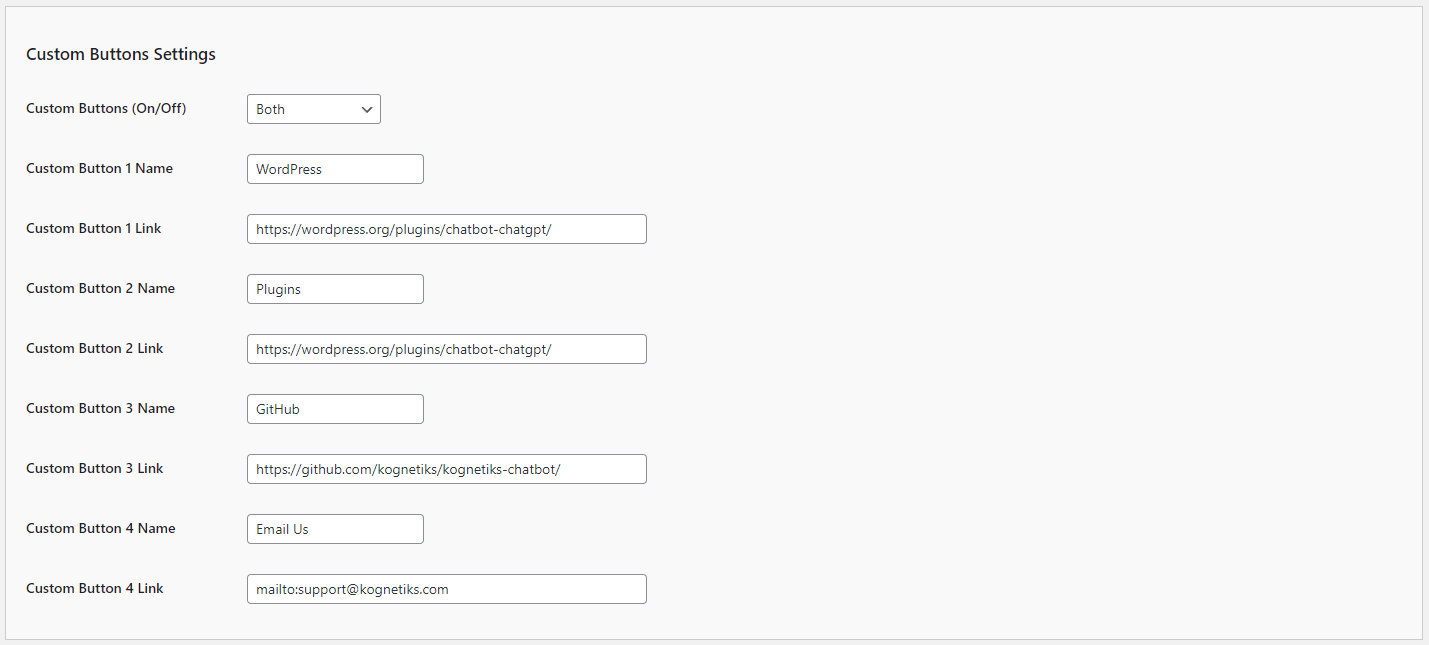 Custom Buttons Settings
Custom Buttons (On/Off) Both
Custom Button 1 Name WordPress
Custom Button 1 Link https://wordpress.org/plugins/chatbot-chatgpt/
Custom Button 2 Name Plugins
Custom Button 2 Link https://wordpress.org/plugins/chatbot-chatgpt/
Custom Button 3 Name GitHub
Custom Button 3 Link https://github.com/kognetiks/kognetiks-chatbot/
Custom Button 4 Name Email Us
Custom Button 4 Link mailto:support@kognetiks.com